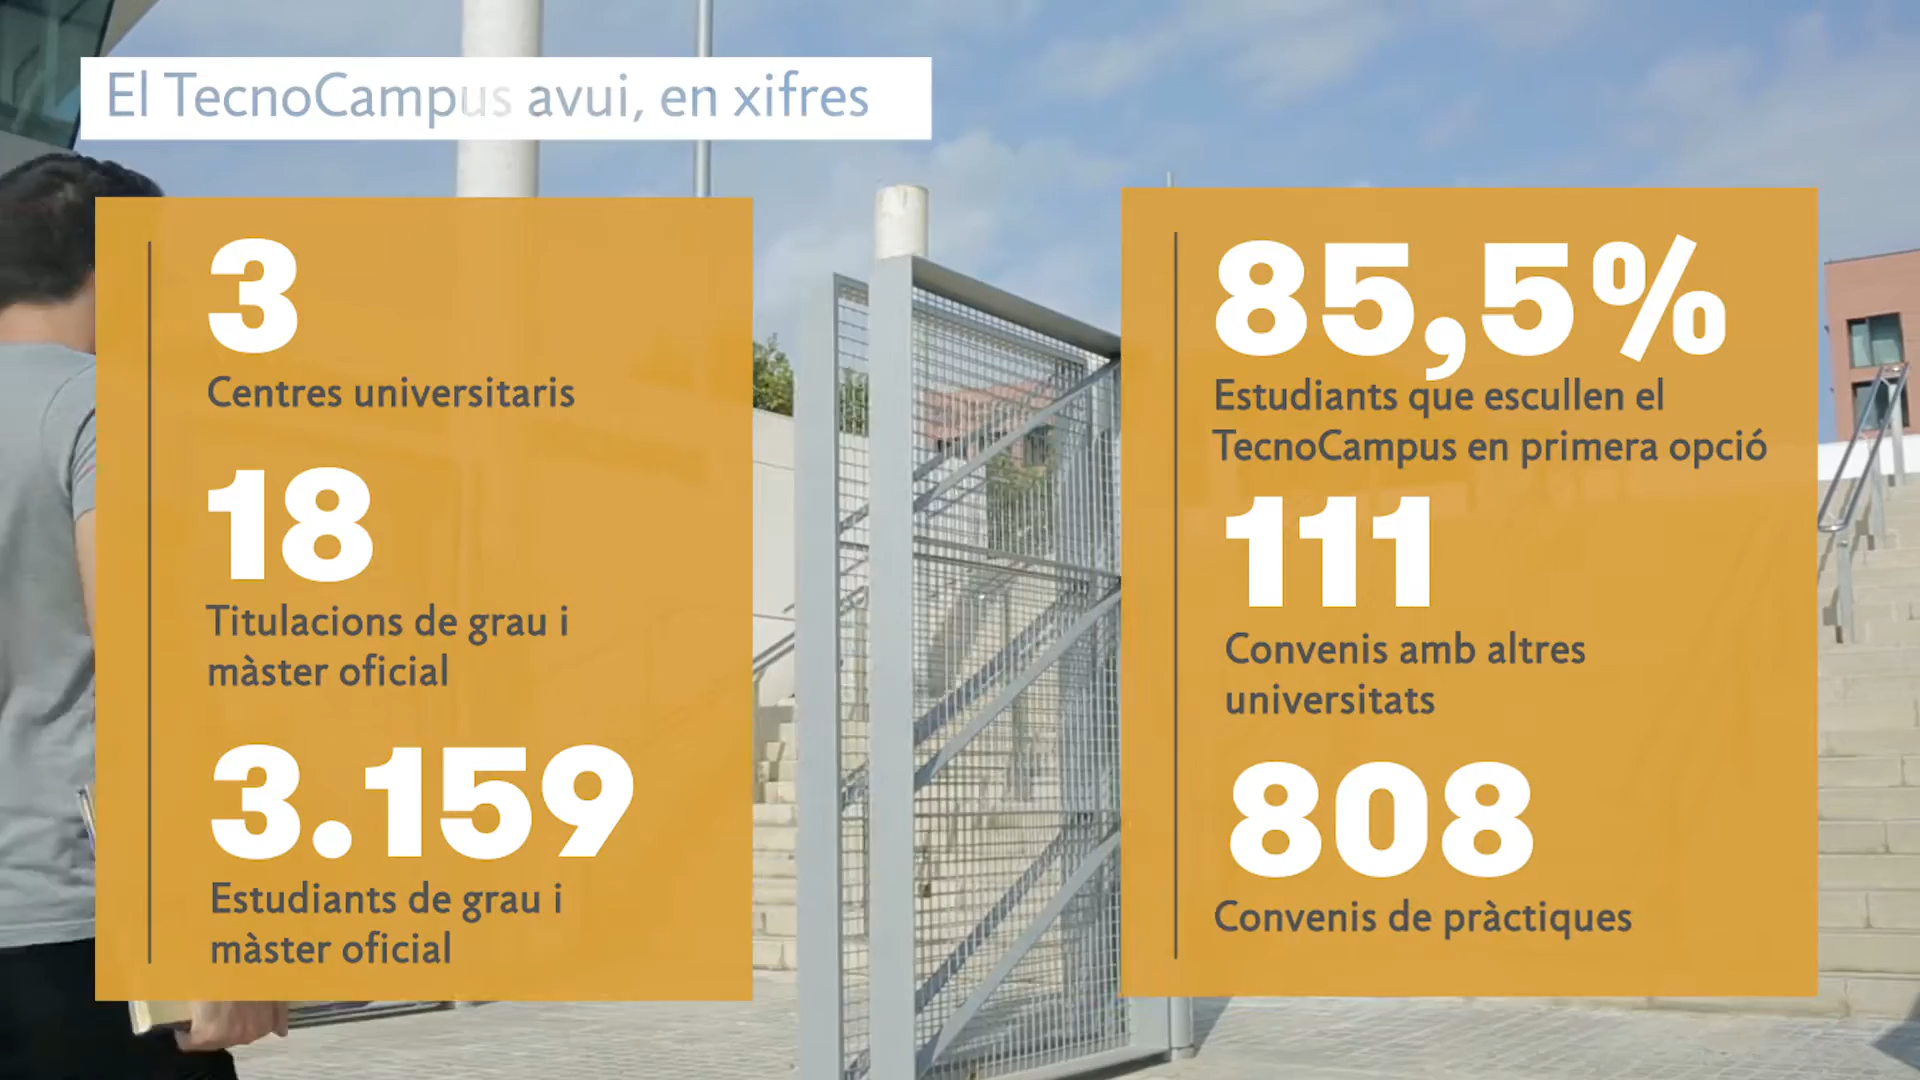 El TecnoCampus avui, en xifres
3
Centres universitaris
18
Titulacions de grau i
màster oficial
3.159
Estudiants de grau i
màster oficial
85,5%
Estudiants que escullen el
TecnoCampus en primera opció
111
Convenis amb altres
universitats
808
Convenis de pràctiques